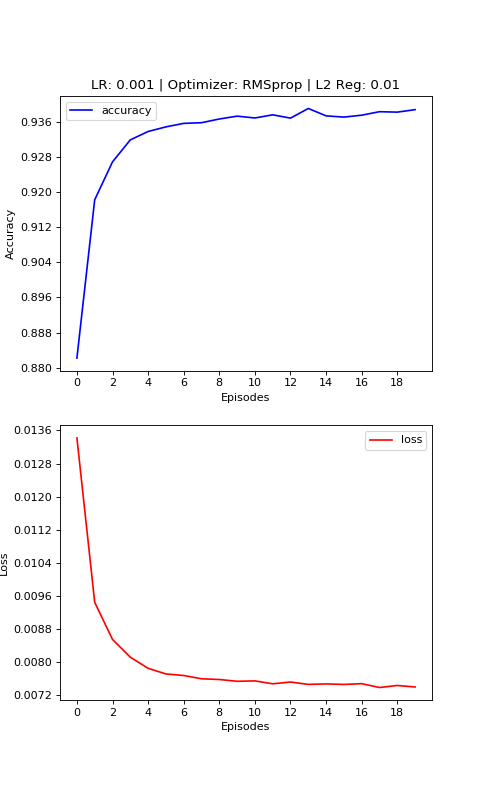 LR: 0.001 | Optimizer: RMSprop | L2 Reg: 0.01
accuracy
0.936
0.928
0.920
0.912
0.904
0.896
0.888
0.880
Accuracy
0 2 4 6 8 10 12 14 16 18
Episodes
loss
0.0136
0.0128
0.0120
0.0112
0.0104
0.0096
0.0088
0.0080
0.0072
Loss
0 2 4 6 8 10 12 14 16 18
Episodes